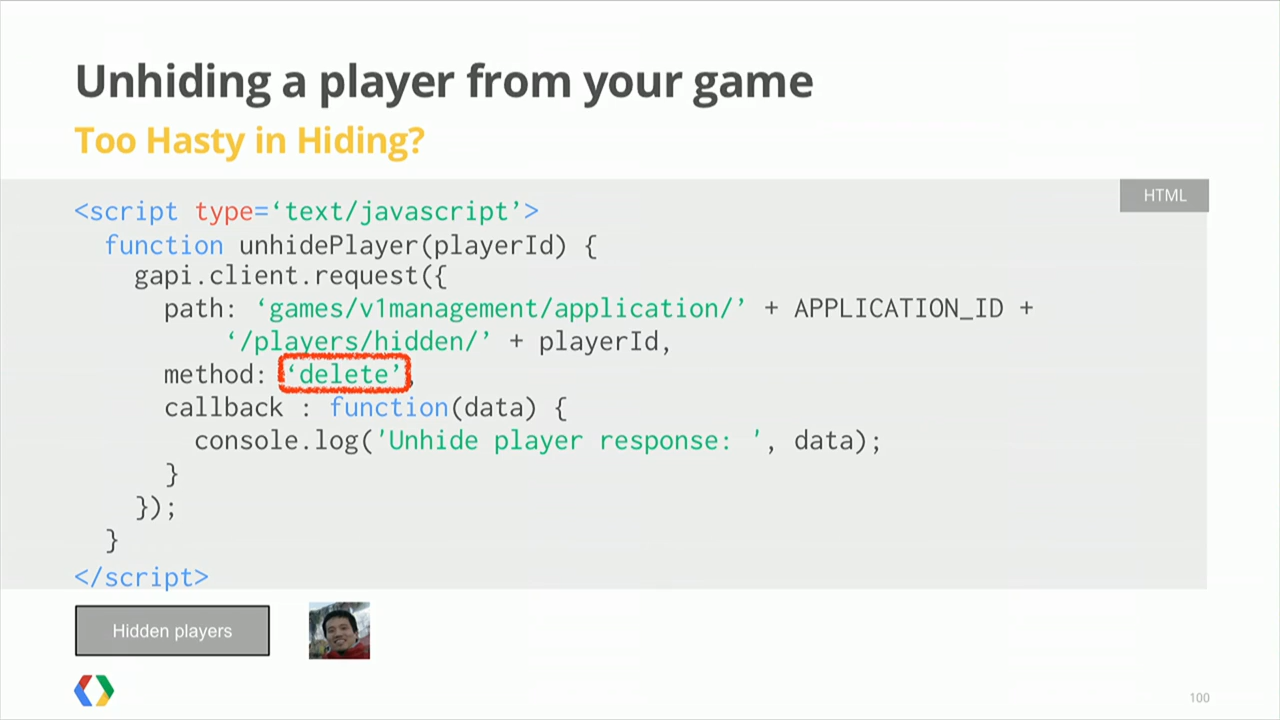 Unhiding a player from your game
Too Hasty in Hiding?
HTML
<script type=‘text/javascript’>
function unhidePlayer(playerId) {
gapi.client.request({
path: ‘games/v1management/application/’ + APPLICATION_ID +
‘/players/hidden/’ + playerId,
method: ‘delete’,
callback : function(data) {
console.log('Unhide player response: ', data);
}
});
}
</script>
Hidden players
100